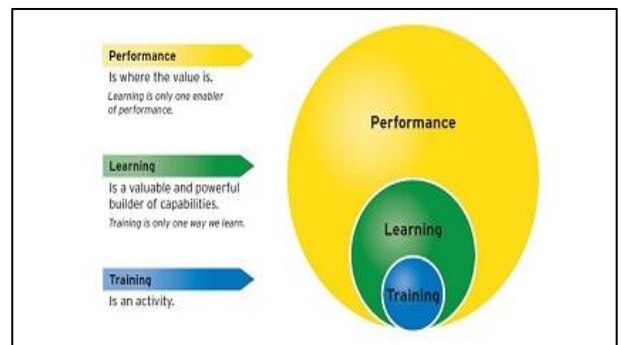 Performance
Is where the value is.
Learning is only one enabler
of performance.
Learning
Is a valuable and powerful
builder of capabilities.
Training is only one way we learn.
Training
Is an activity.
Performance
Learning
Training